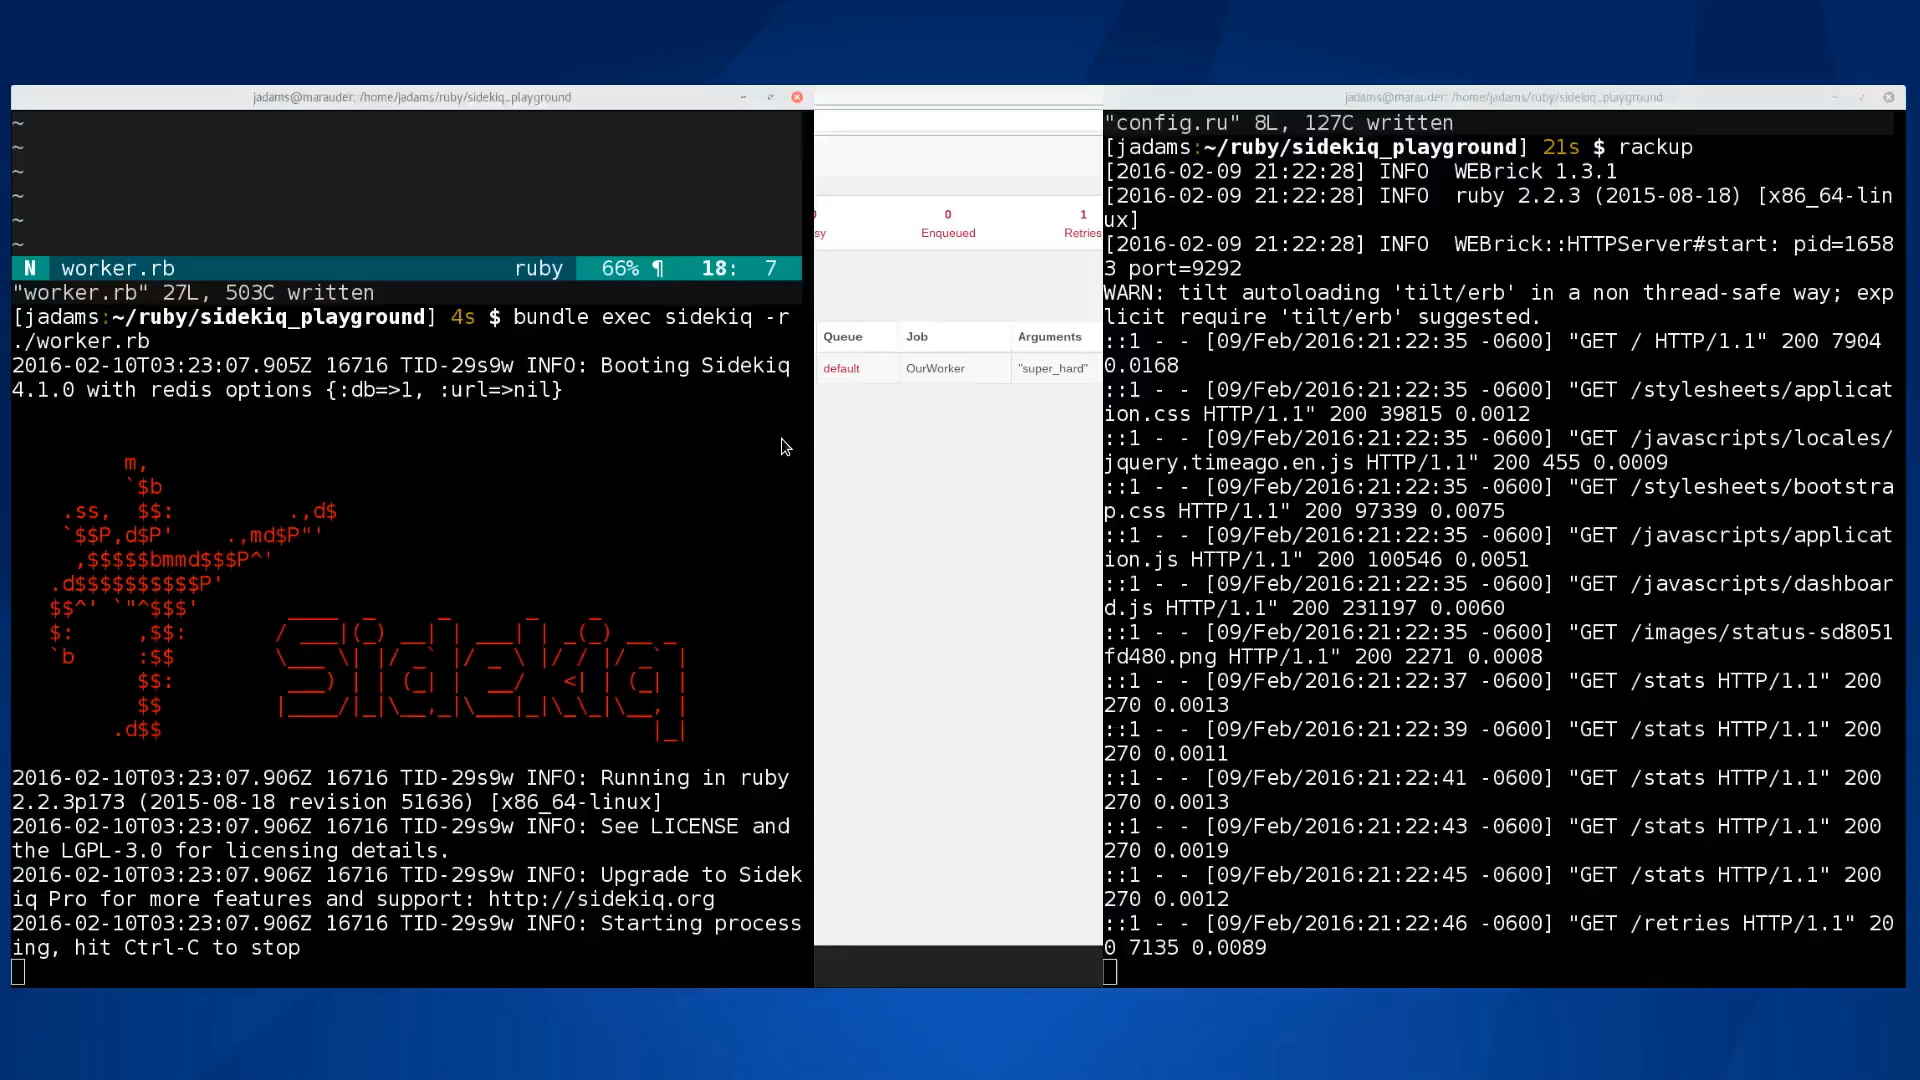 jadams@marauder: /home/jadams/ruby/sidekiq_playground
~
~
~
~
~
~
N worker.rb ruby 66% ¶ 18: 7
"worker.rb" 27L, 503C written
[jadams:~/ruby/sidekiq_playground] 4s $ bundle exec sidekiq -r
./worker.rb
2016-02-10T03:23:07.905Z 16716 TID-29s9w INFO: Booting Sidekiq
4.1.0 with redis options {:db=>1, :url=>nil}
m,
`$b
.ss,  $$:         .,d$
`$$P,d$P'    .,md$P"'
,$$$$$bmmd$$$P^'
.d$$$$$$$$$$P'
$$^' `"^$$$'
$:     ,$$:
`b     :$$
$$:
$$
.d$$
Sidekiq
2016-02-10T03:23:07.906Z 16716 TID-29s9w INFO: Running in ruby
2.2.3p173 (2015-08-18 revision 51636) [x86_64-linux]
2016-02-10T03:23:07.906Z 16716 TID-29s9w INFO: See LICENSE and
the LGPL-3.0 for licensing details.
2016-02-10T03:23:07.906Z 16716 TID-29s9w INFO: Upgrade to Sidek
iq Pro for more features and support: http://sidekiq.org
2016-02-10T03:23:07.906Z 16716 TID-29s9w INFO: Starting process
ing, hit Ctrl-C to stop
0 1
sy Enqueued Retries
Queue Job Arguments
default OurWorker "super_hard"
jadams@marauder: /home/jadams/ruby/sidekiq_playground
"config.ru" 8L, 127C written
[jadams:~/ruby/sidekiq_playground] 21s $ rackup
[2016-02-09 21:22:28] INFO  WEBrick 1.3.1
[2016-02-09 21:22:28] INFO  ruby 2.2.3 (2015-08-18) [x86_64-lin
ux]
[2016-02-09 21:22:28] INFO  WEBrick::HTTPServer#start: pid=1658
3 port=9292
WARN: tilt autoloading 'tilt/erb' in a non thread-safe way; exp
licit require 'tilt/erb' suggested.
::1 - - [09/Feb/2016:21:22:35 -0600] "GET / HTTP/1.1" 200 7904
0.0168
::1 - - [09/Feb/2016:21:22:35 -0600] "GET /stylesheets/applicat
ion.css HTTP/1.1" 200 39815 0.0012
::1 - - [09/Feb/2016:21:22:35 -0600] "GET /javascripts/locales/
jquery.timeago.en.js HTTP/1.1" 200 455 0.0009
::1 - - [09/Feb/2016:21:22:35 -0600] "GET /stylesheets/bootstra
p.css HTTP/1.1" 200 97339 0.0075
::1 - - [09/Feb/2016:21:22:35 -0600] "GET /javascripts/applicat
ion.js HTTP/1.1" 200 100546 0.0051
::1 - - [09/Feb/2016:21:22:35 -0600] "GET /javascripts/dashboar
d.js HTTP/1.1" 200 231197 0.0060
::1 - - [09/Feb/2016:21:22:35 -0600] "GET /images/status-sd8051
fd480.png HTTP/1.1" 200 2271 0.0008
::1 - - [09/Feb/2016:21:22:37 -0600] "GET /stats HTTP/1.1" 200
270 0.0013
::1 - - [09/Feb/2016:21:22:39 -0600] "GET /stats HTTP/1.1" 200
270 0.0011
::1 - - [09/Feb/2016:21:22:41 -0600] "GET /stats HTTP/1.1" 200
270 0.0013
::1 - - [09/Feb/2016:21:22:43 -0600] "GET /stats HTTP/1.1" 200
270 0.0019
::1 - - [09/Feb/2016:21:22:45 -0600] "GET /stats HTTP/1.1" 200
270 0.0012
::1 - - [09/Feb/2016:21:22:46 -0600] "GET /retries HTTP/1.1" 20
0 7135 0.0089